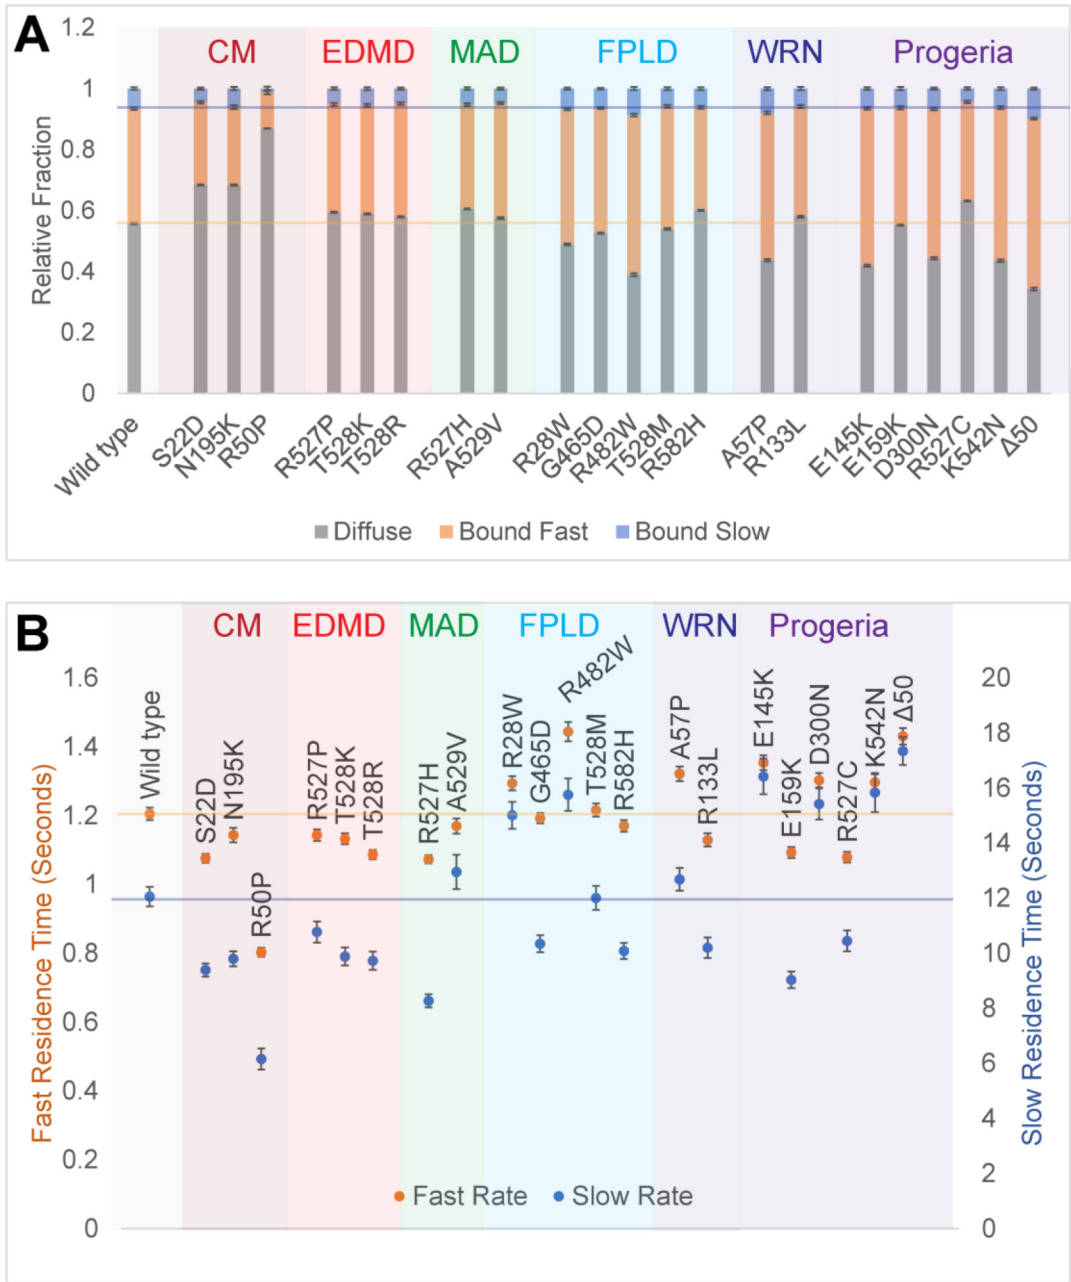 A
CM EDMD MAD FPLD WRN Progeria
Relative Fraction
1.2
1
0.8
0.6
0.4
0.2
0
Wild type S22D N195K R50P R527P T528K T528R R527H A529V R28W G465D R482W T528M R582H A57P R133L E145K E159K D300N R527C K542N Δ50
Diffuse Bound Fast Bound Slow
B
CM EDMD MAD FPLD WRN Progeria
Fast Residence Time (Seconds)
1.6
1.4
1.2
1
0.8
0.6
0.4
0.2
0
Wild type S22D N195K R50P R527P T528K T528R R527H A529V R28W G465D R482W T528M R582H A57P R133L E145K E159K D300N R527C K542N Δ50
20
18
16
14
12
10
8
6
4
2
0
Slow Residence Time (Seconds)
Fast Rate Slow Rate